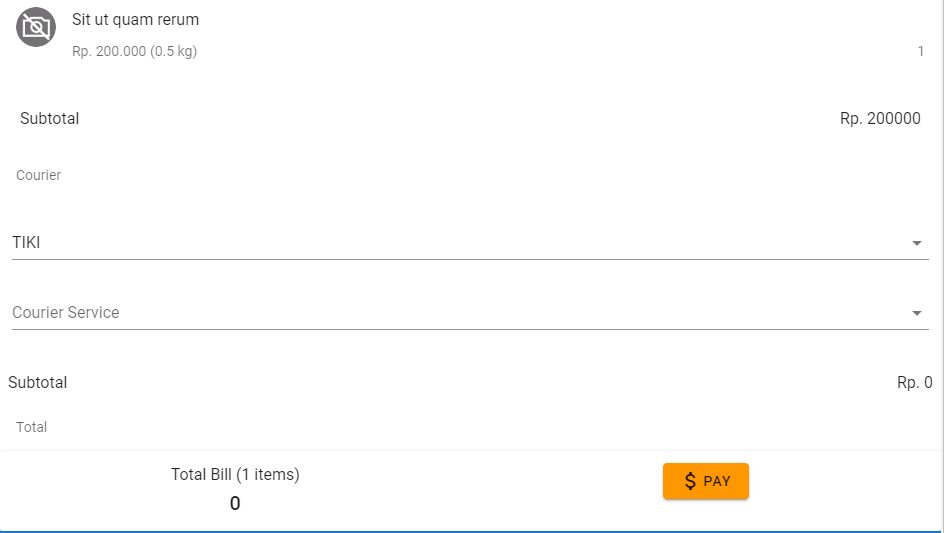 Sit ut quam rerum
Rp. 200.000 (0.5 kg) 1
Subtotal Rp. 200000
Courier
TIKI
Courier Service
Subtotal Rp. 0
Total
Total Bill (1 items)
0
$ PAY